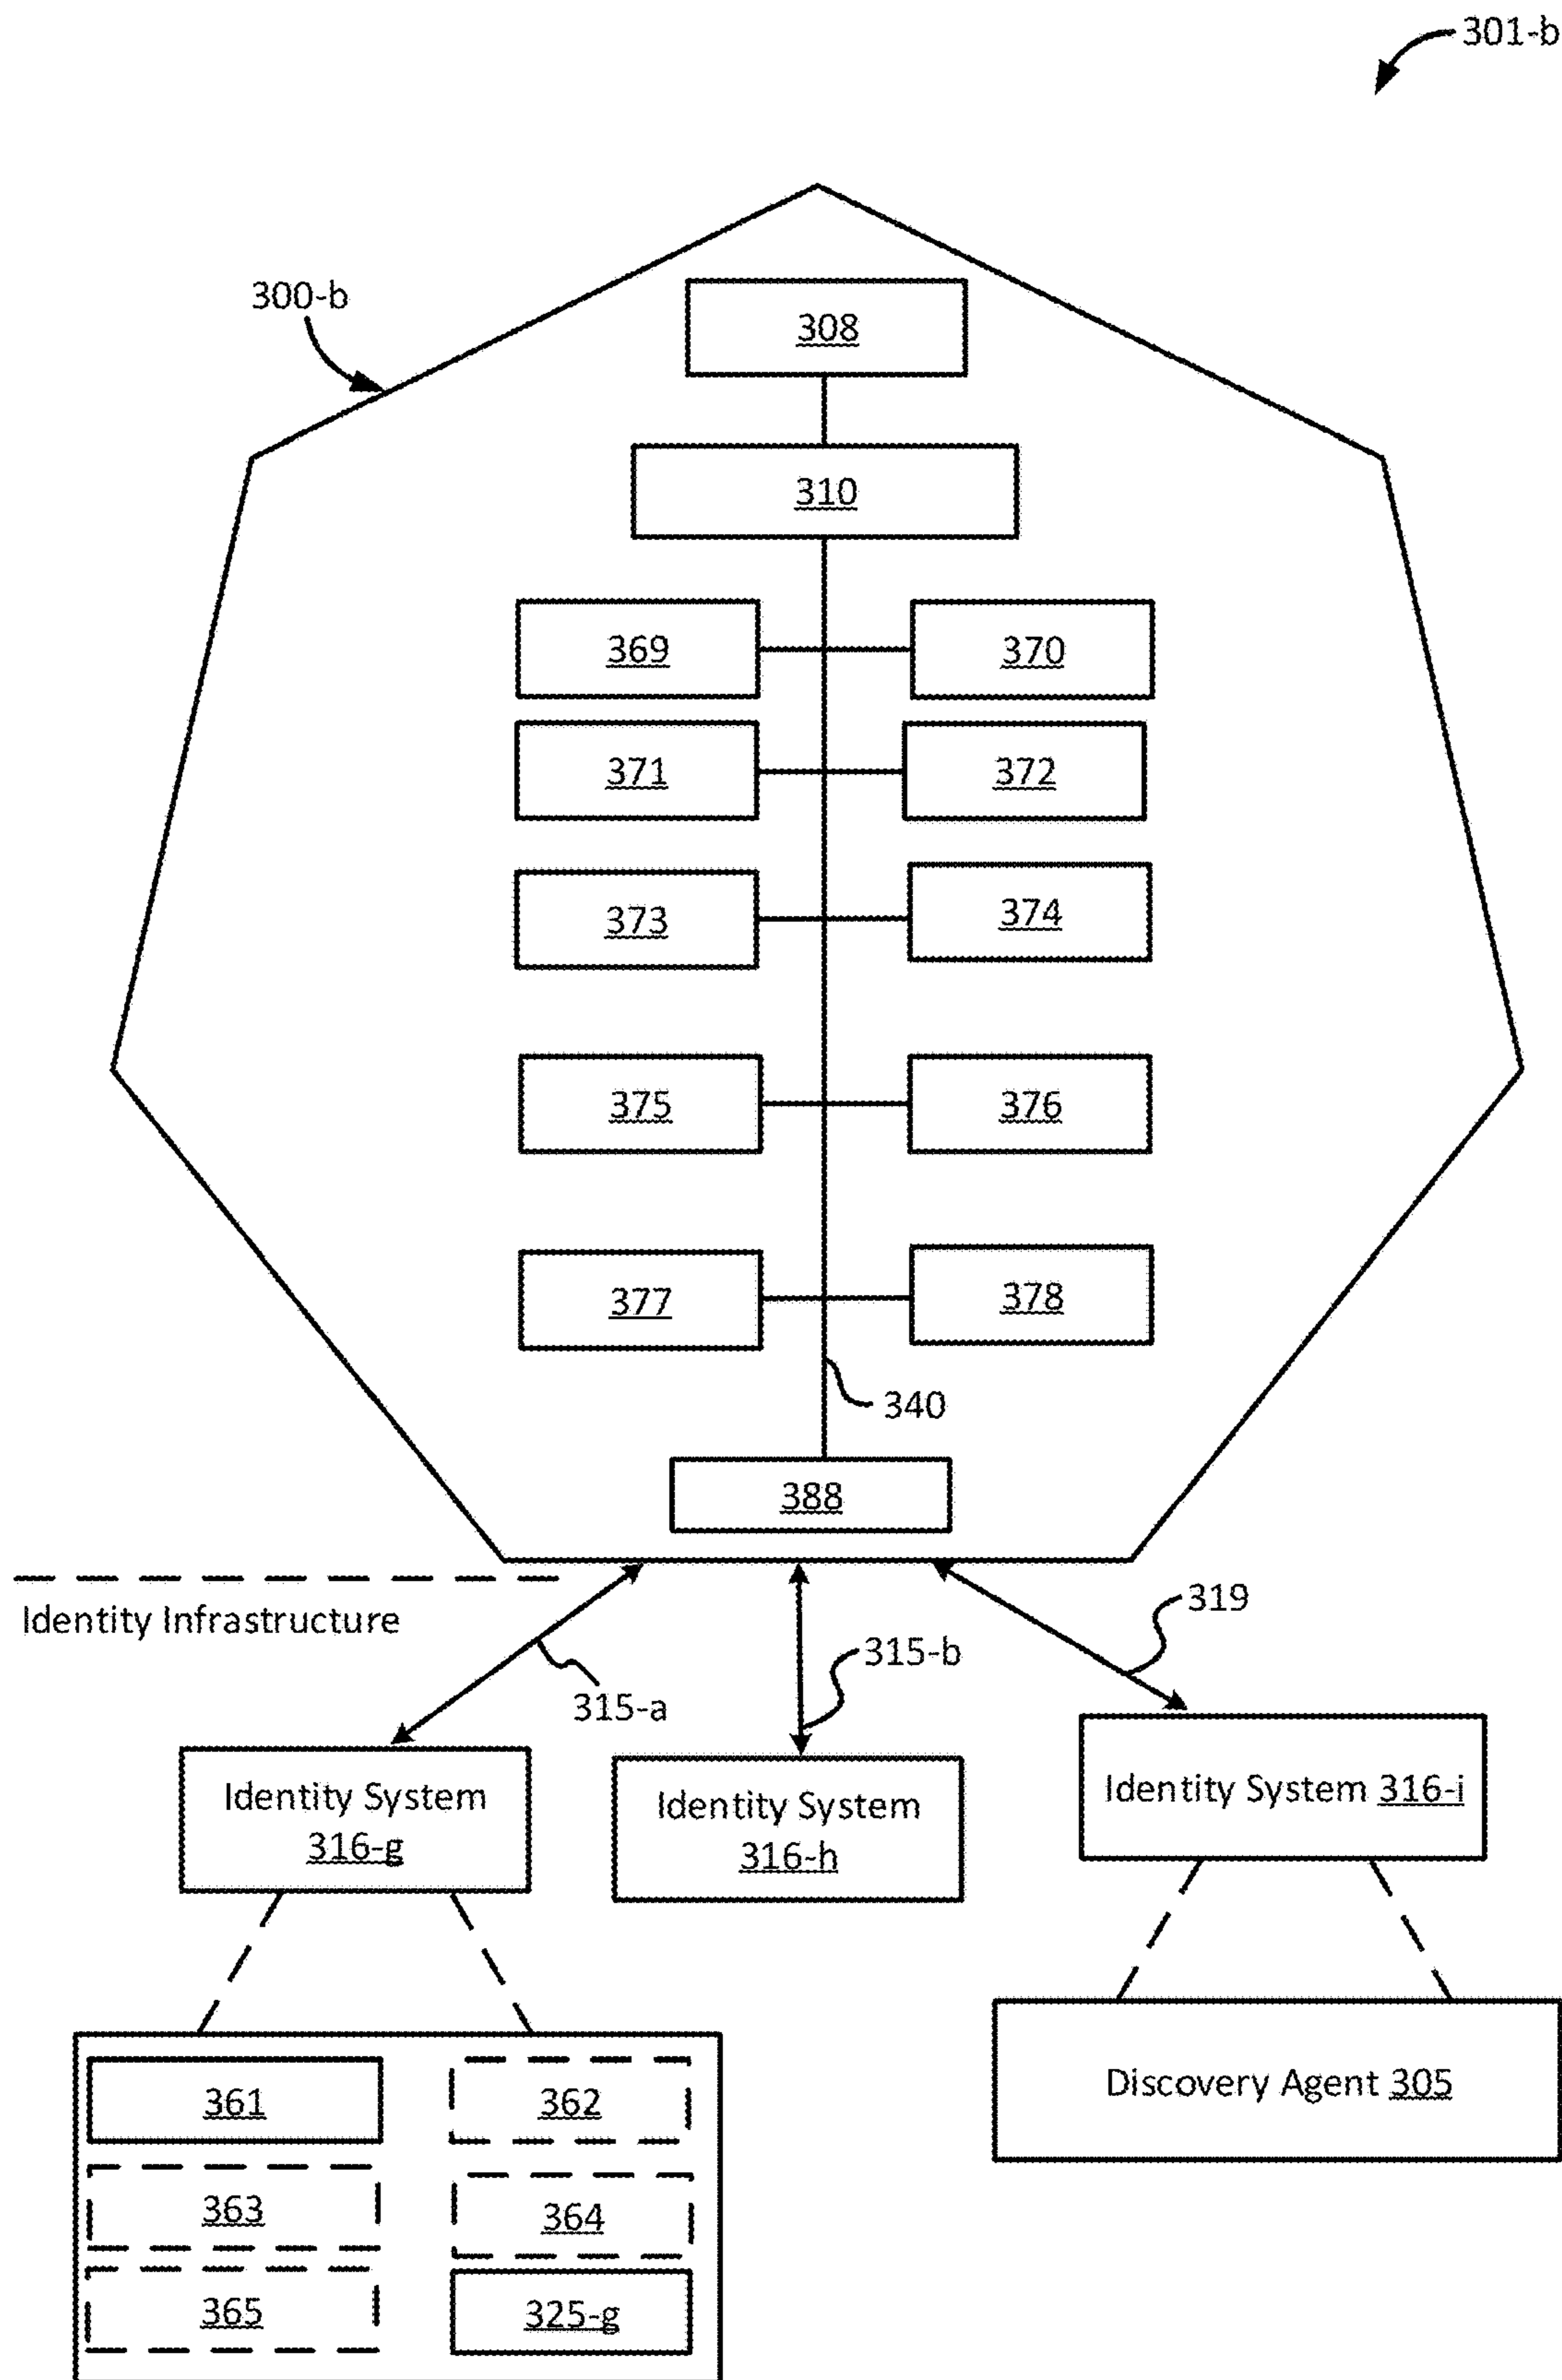 301-b
300-b
308
310
369
370
371
372
373
374
375
376
377
378
340
388
Identity Infrastructure
319
315-b
315-a
Identity System
316-g
Identity System
316-h
Identity System 316-i
Discovery Agent 305
361
362
363
364
365
325-g